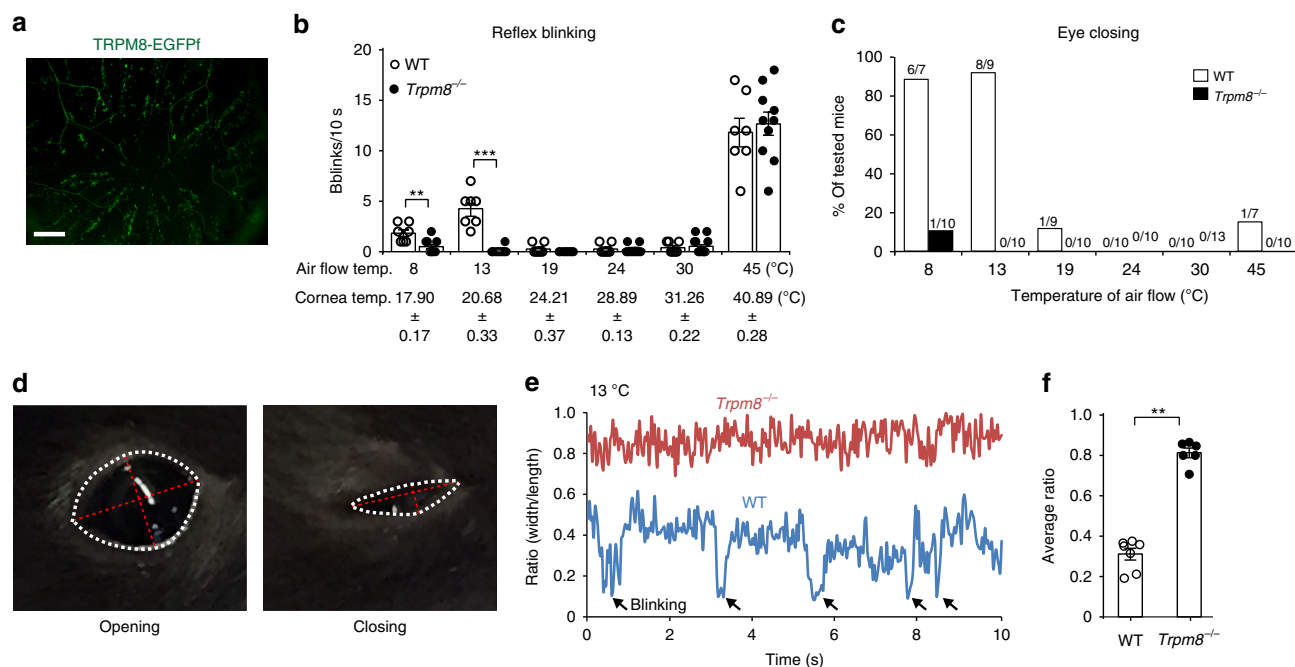 a
TRPM8-EGFPf
b
Reflex blinking
Bblinks/10 s
20
15
10
5
0
WT
Trpm8–/–
**
***
Air flow temp. 8 13 19 24 30 45 (°C)
Cornea temp. 17.90 20.68 24.21 28.89 31.26 40.89 (°C)
± ± ± ± ± ±
0.17 0.33 0.37 0.13 0.22 0.28
c
Eye closing
% Of tested mice
100
80
60
40
20
0
6/7
8/9
WT
Trpm8–/–
1/10
0/10
1/9
0/10
0/10
0/10
0/10
0/13
1/7
0/10
8 13 19 24 30 45
Temperature of air flow (°C)
d
Opening
Closing
e
13 °C
Ratio (width/length)
1.0
0.8
0.6
0.4
0.2
0
Trpm8–/–
WT
Blinking
0 2 4 6 8 10
Time (s)
f
Average ratio
1.0
0.8
0.6
0.4
0.2
0
**
WT
Trpm8–/–